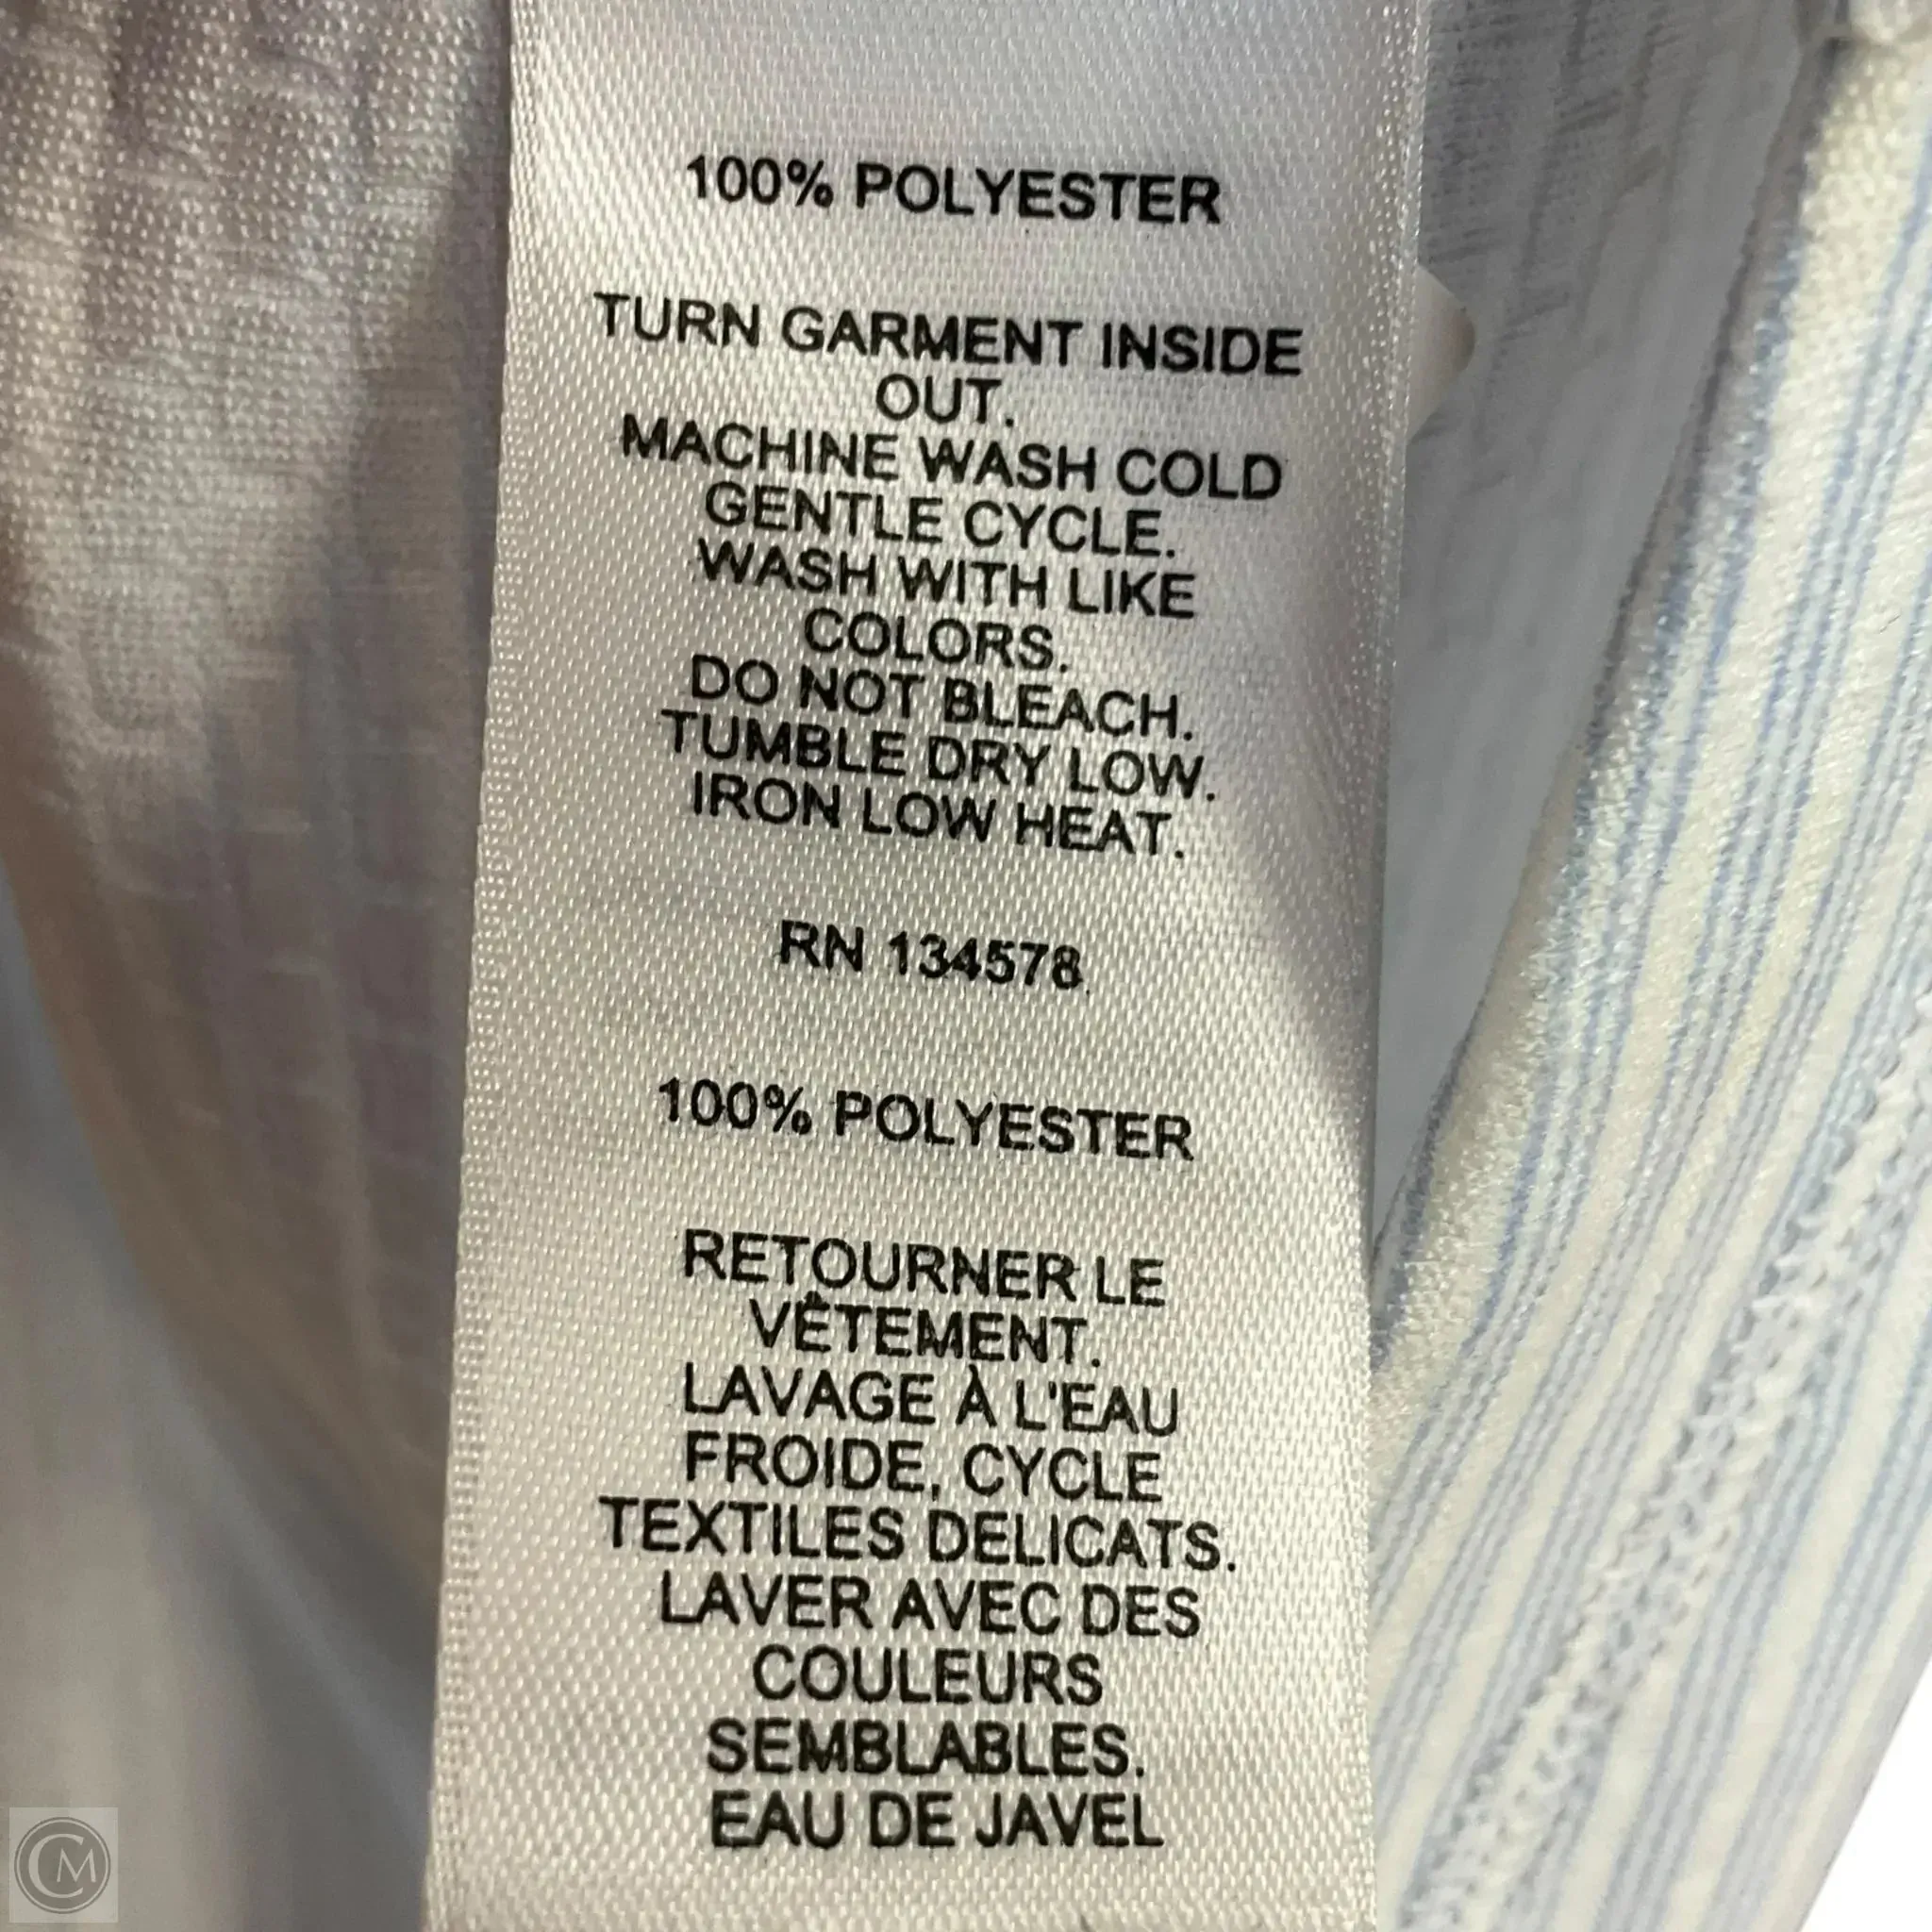 100% POLYESTER
TURN GARMENT INSIDE
OUT.
MACHINE WASH COLD
GENTLE CYCLE.
WASH WITH LIKE
COLORS.
DO NOT BLEACH.
TUMBLE DRY LOW.
IRON LOW HEAT.
RN 134578
100% POLYESTER
RETOURNER LE
VÊTEMENT.
LAVAGE À L'EAU
FROIDE, CYCLE
TEXTILES DELICATS.
LAVER AVEC DES
COULEURS
SEMBLABLES.
EAU DE JAVEL
CM